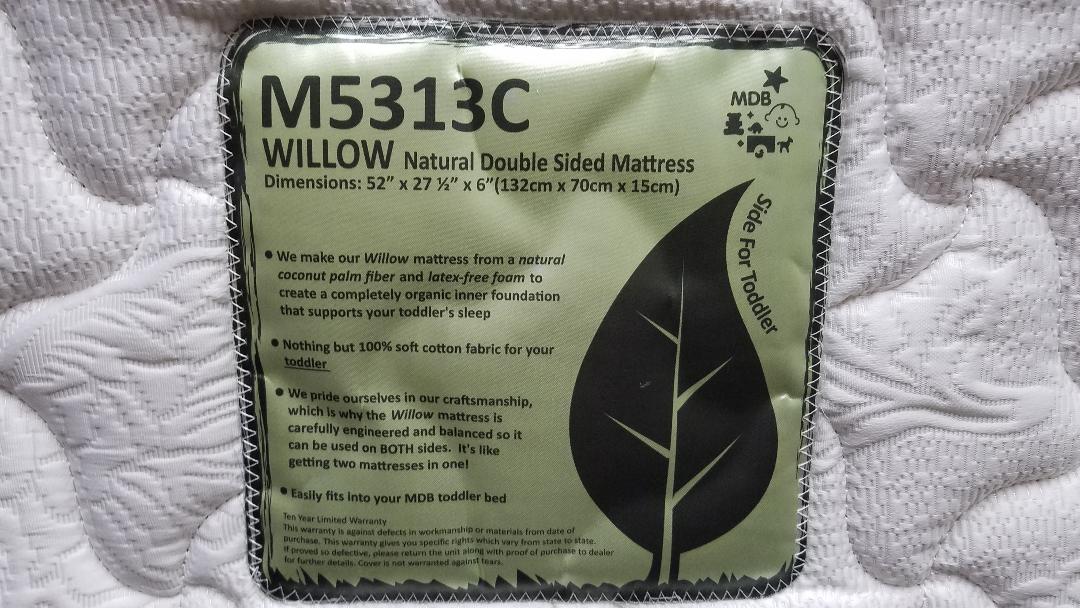 M5313C
MDB
WILLOW Natural Double Sided Mattress
Dimensions: 52” x 27 ½” x 6”(132cm x 70cm x 15cm)
Side For Toddler
We make our Willow mattress from a natural
coconut palm fiber and latex-free foam to
create a completely organic inner foundation
that supports your toddler's sleep
Nothing but 100% soft cotton fabric for your
toddler
We pride ourselves in our craftsmanship,
which is why the Willow mattress is
carefully engineered and balanced so it
can be used on BOTH sides. It's like
getting two mattresses in one!
Easily fits into your MDB toddler bed
Ten Year Limited Warranty
This warranty is against defects in workmanship or materials from date of
purchase. This warranty gives you specific rights which vary from state to state.
If proved so defective, please return the unit along with proof of purchase to dealer
for further details. Cover is not warranted against tears.